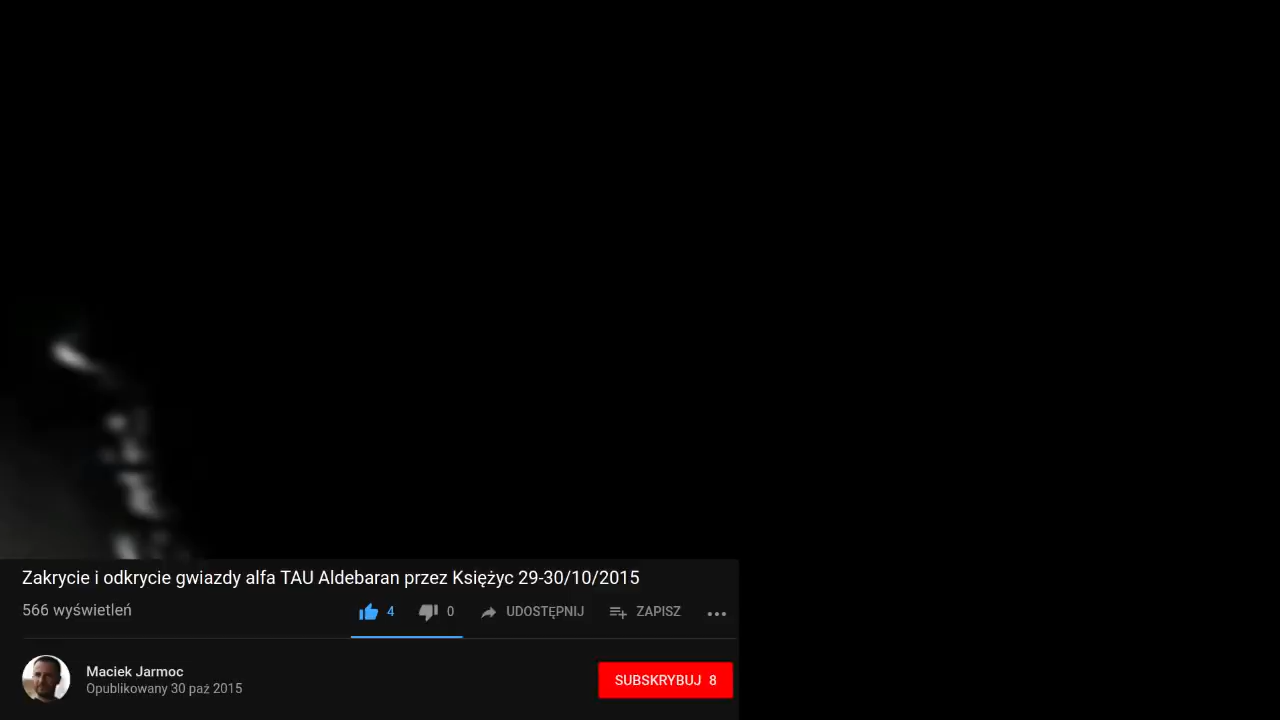 Zakrycie i odkrycie gwiazdy alfa TAU Aldebaran przez Księżyc 29-30/10/2015
566 wyświetleń
4
0
UDOSTĘPNIJ
ZAPISZ
Maciek Jarmoc
Opublikowany 30 paź 2015
SUBSKRYBUJ 8